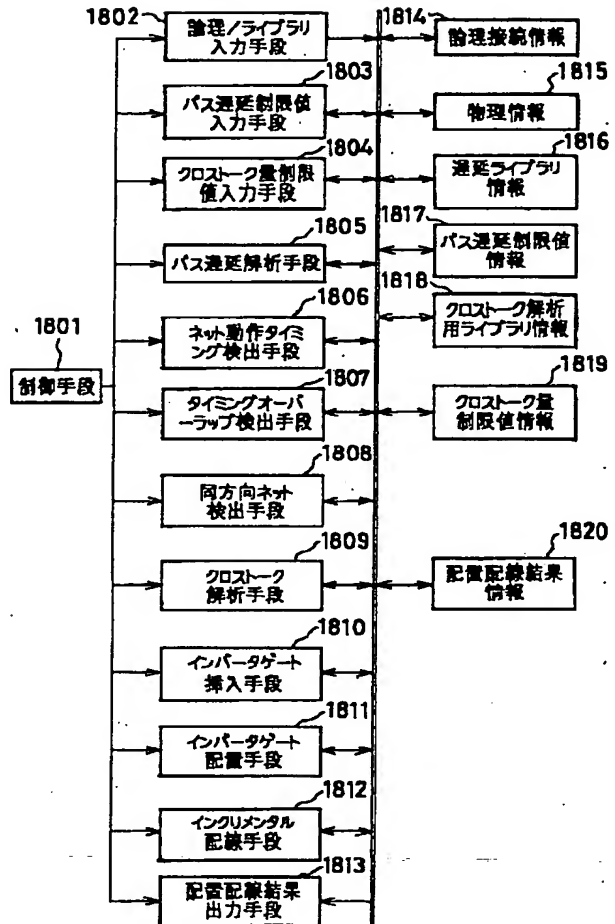 1802
論理/ライブラリ
入力手段
1803
パス遅延制限値
入力手段
1804
クロストーク量制限
値入力手段
1805
パス遅延解析手段
1806
ネット動作タイミ
ング検出手段
1801
制御手段
1807
タイミングオーバ
ーラップ検出手段
1808
同方向ネット
検出手段
1809
クロストーク
解析手段
1810
インバータゲート
挿入手段
1811
インバータゲート
配置手段
1812
インクリメンタル
配線手段
1813
配置配線結果
出力手段
1814
論理接続情報
1815
物理情報
1816
遅延ライブラリ
情報
1817
パス遅延制限値
情報
1818
クロストーク解析
用ライブラリ情報
1819
クロストーク量
制限値情報
1820
配置配線結果
情報